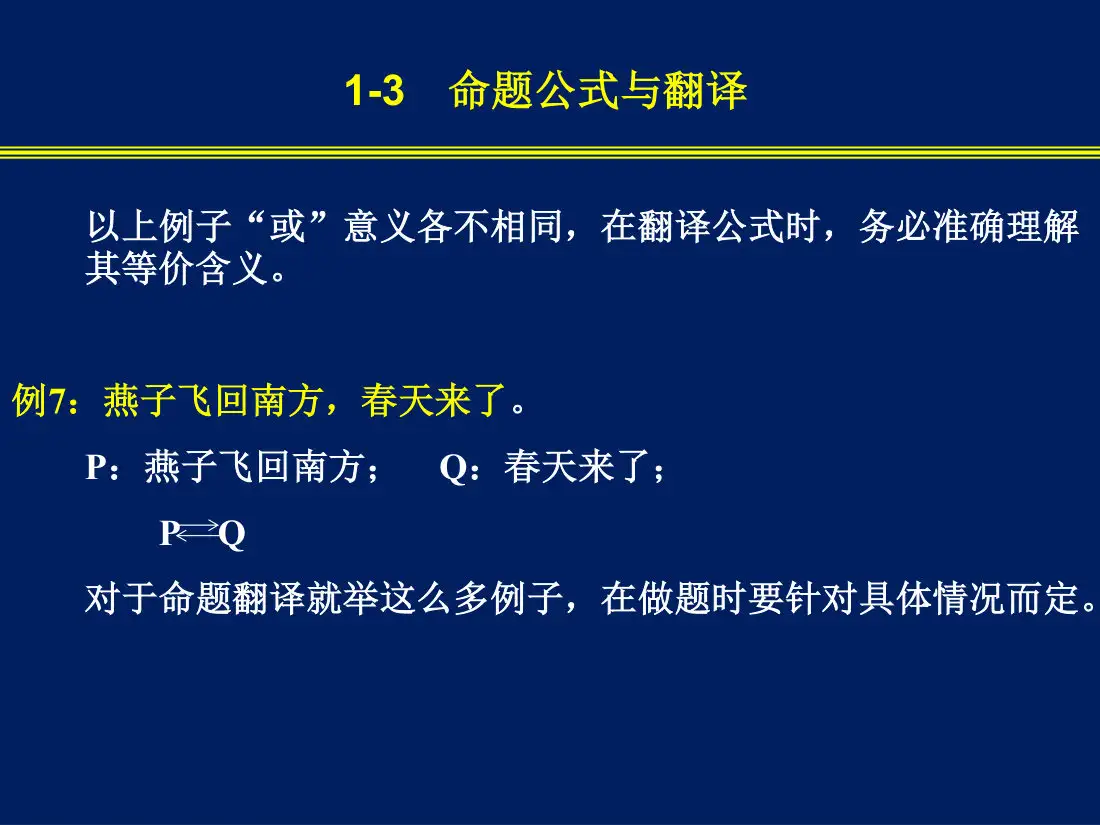 1-3 命题公式与翻译
以上例子“或”意义各不相同，在翻译公式时，务必准确理解
其等价含义。
例7：燕子飞回南方，春天来了。
P：燕子飞回南方； Q：春天来了；
P⇄Q
对于命题翻译就举这么多例子，在做题时要针对具体情况而定。